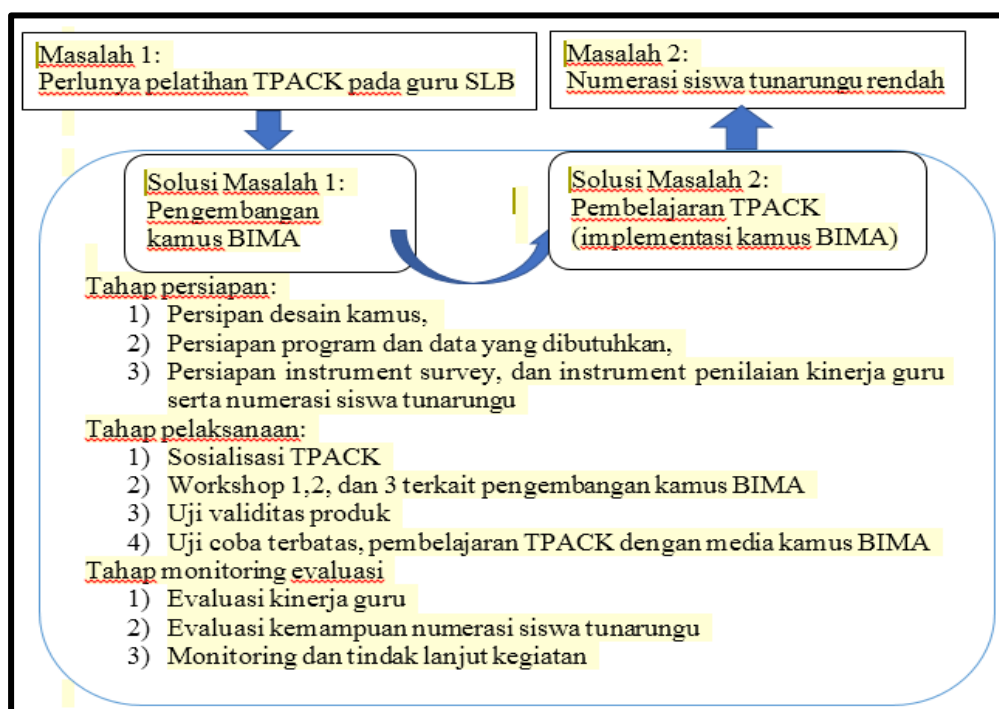 Masalah 1:
Perlunya pelatihan TPACK pada guru SLB
Masalah 2:
Numerasi siswa tunarungu rendah
Solusi Masalah 1:
Pengembangan
kamus BIMA
Solusi Masalah 2:
Pembelajaran TPACK
(implementasi kamus BIMA)
Tahap persiapan:
1) Persipan desain kamus,
2) Persiapan program dan data yang dibutuhkan,
3) Persiapan instrument survey, dan instrument penilaian kinerja guru
serta numerasi siswa tunarungu
Tahap pelaksanaan:
1) Sosialisasi TPACK
2) Workshop 1,2, dan 3 terkait pengembangan kamus BIMA
3) Uji validitas produk
4) Uji coba terbatas, pembelajaran TPACK dengan media kamus BIMA
Tahap monitoring evaluasi
1) Evaluasi kinerja guru
2) Evaluasi kemampuan numerasi siswa tunarungu
3) Monitoring dan tindak lanjut kegiatan